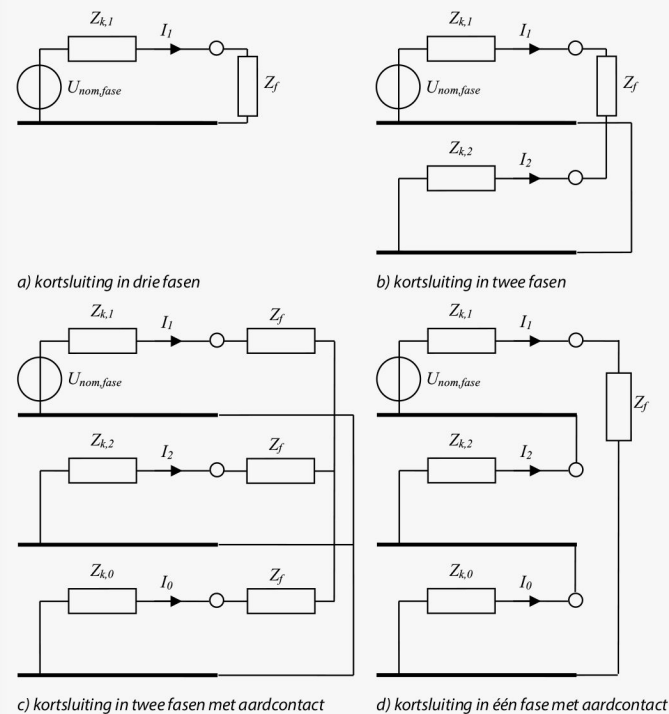 Z_{k,1} I_1
U_{nom,fase} Z_f
a) kortsluiting in drie fasen
Z_{k,1} I_1
U_{nom,fase} Z_f
Z_{k,2} I_2
b) kortsluiting in twee fasen
Z_{k,1} I_1 Z_f
U_{nom,fase}
Z_{k,2} I_2 Z_f
Z_{k,0} I_0 Z_f
c) kortsluiting in twee fasen met aardcontact
Z_{k,1} I_1
U_{nom,fase} Z_f
Z_{k,2} I_2
Z_{k,0} I_0
d) kortsluiting in één fase met aardcontact